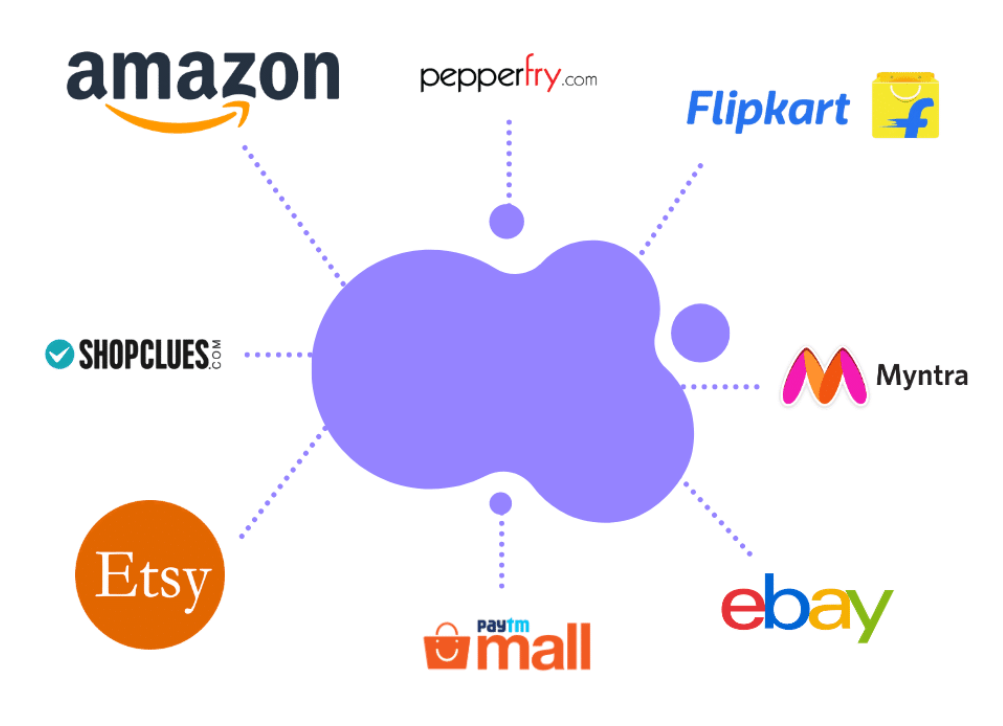 amazon
pepperfry.com
Flipkart
f
SHOPCLUES.COM
Myntra
Etsy
ebay
paytm
mall